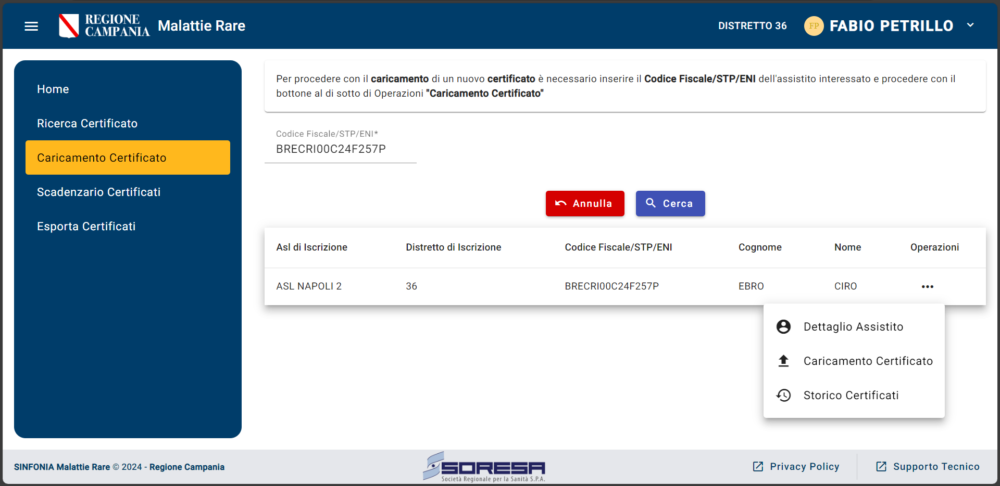 REGIONE
CAMPANIA
Malattie Rare
DISTRETTO 36
FP
FABIO PETRILLO
Home
Ricerca Certificato
Caricamento Certificato
Scadenzario Certificati
Esporta Certificati
Per procedere con il caricamento di un nuovo certificato è necessario inserire il Codice Fiscale/STP/ENI dell'assistito interessato e procedere con il
bottone al di sotto di Operazioni "Caricamento Certificato"
Codice Fiscale/STP/ENI*
BRECRI00C24F257P
Annulla
Cerca
Asl di Iscrizione Distretto di Iscrizione Codice Fiscale/STP/ENI Cognome Nome Operazioni
ASL NAPOLI 2 36 BRECRI00C24F257P EBRO CIRO
Dettaglio Assistito
Caricamento Certificato
Storico Certificati
SINFONIA Malattie Rare © 2024 - Regione Campania
SORESA
Società Regionale per la Sanità S.P.A.
Privacy Policy
Supporto Tecnico